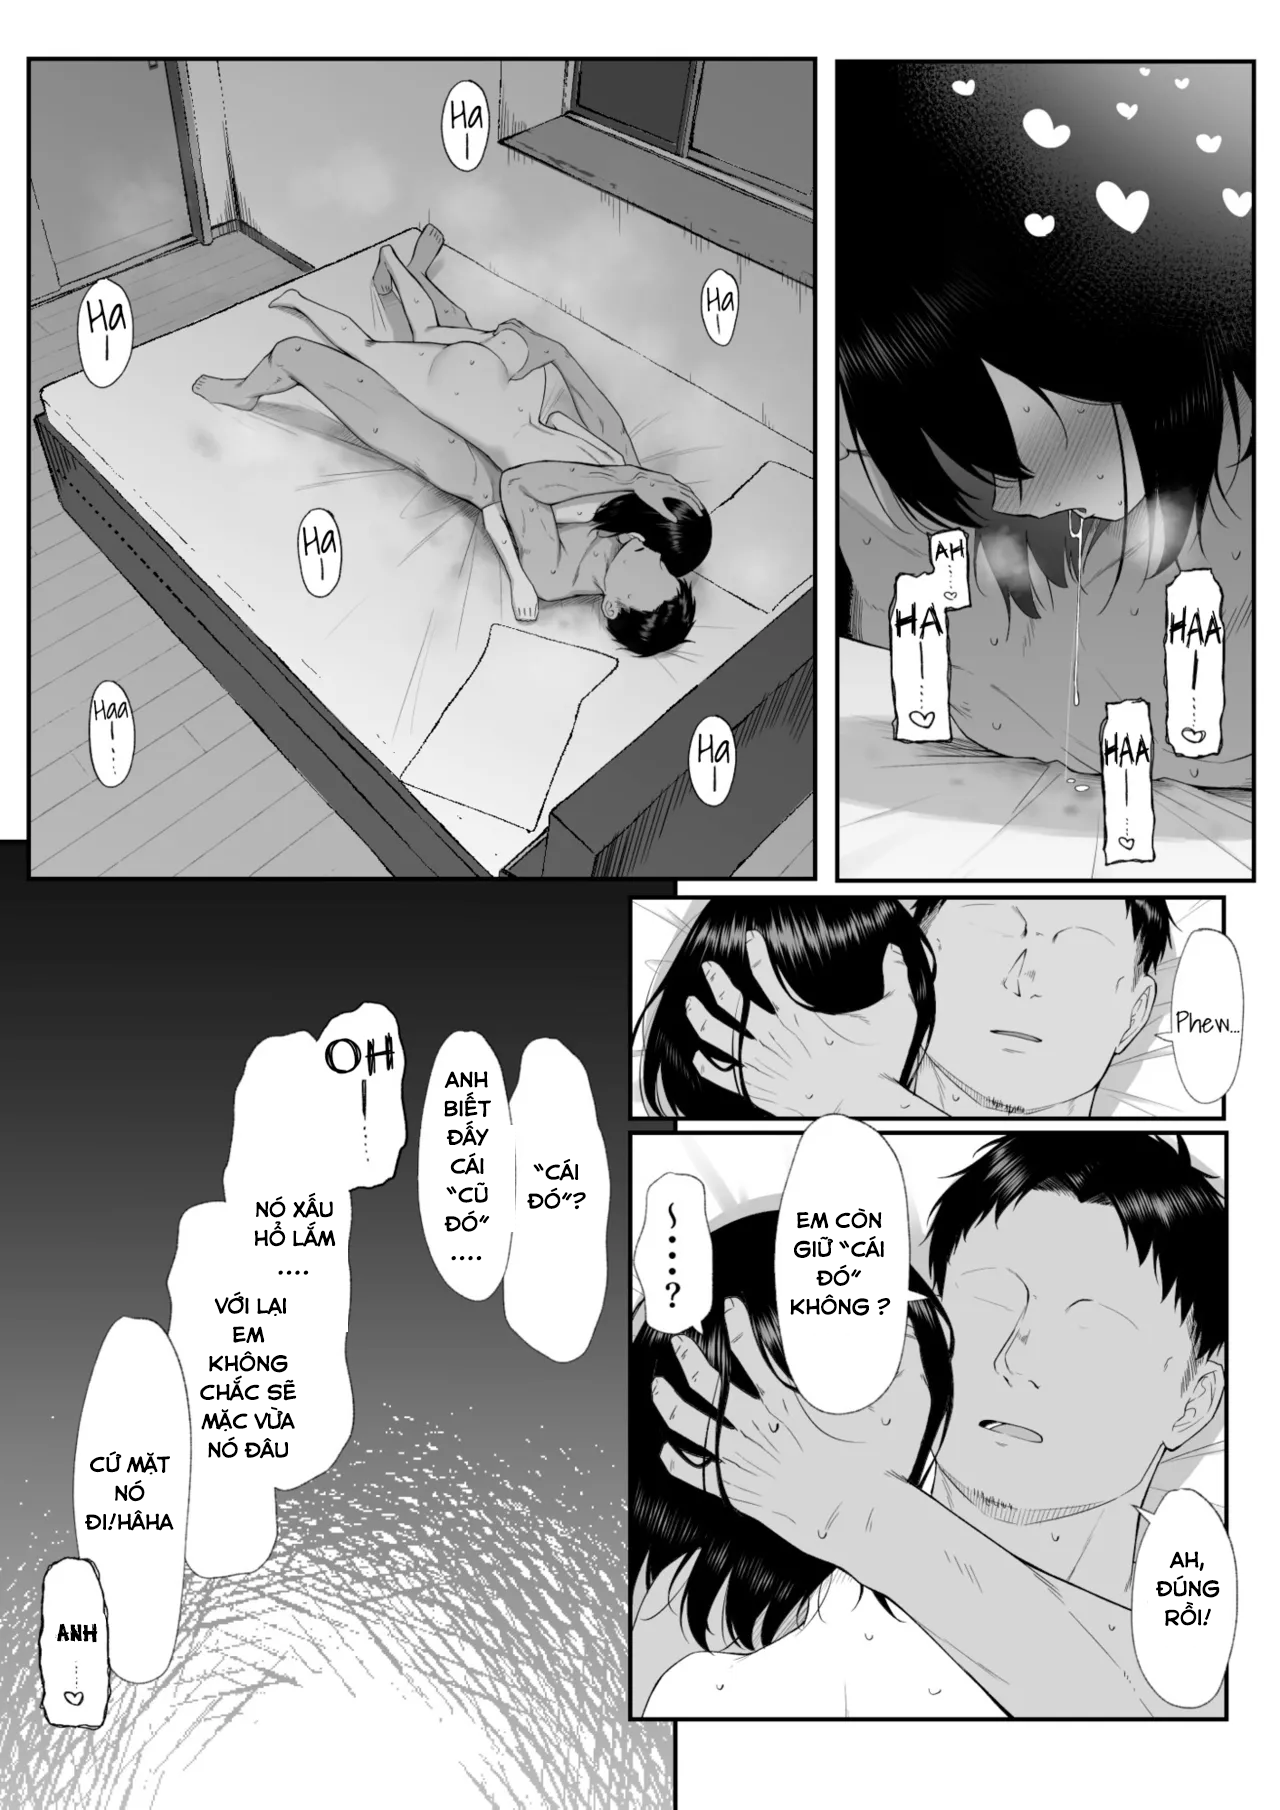 AH
HA
HAA
HAA
Ha
Ha
Ha
Ha
Haa
Ha
Phew...
EM CÒN
GIỮ "CÁI
ĐÓ"
KHÔNG ?
~....?
AH,
ĐÚNG
RỒI!
"CÁI
ĐÓ"?
ANH
BIẾT
ĐẤY
CÁI
"CŨ
ĐÓ"
....
OH
NÓ XẤU
HỔ LẮM
....
VỚI LẠI
EM
KHÔNG
CHẮC SẼ
MẶC VỪA
NÓ ĐÂU
CỨ MẶT
NÓ
ĐI!HÂHA
ANH